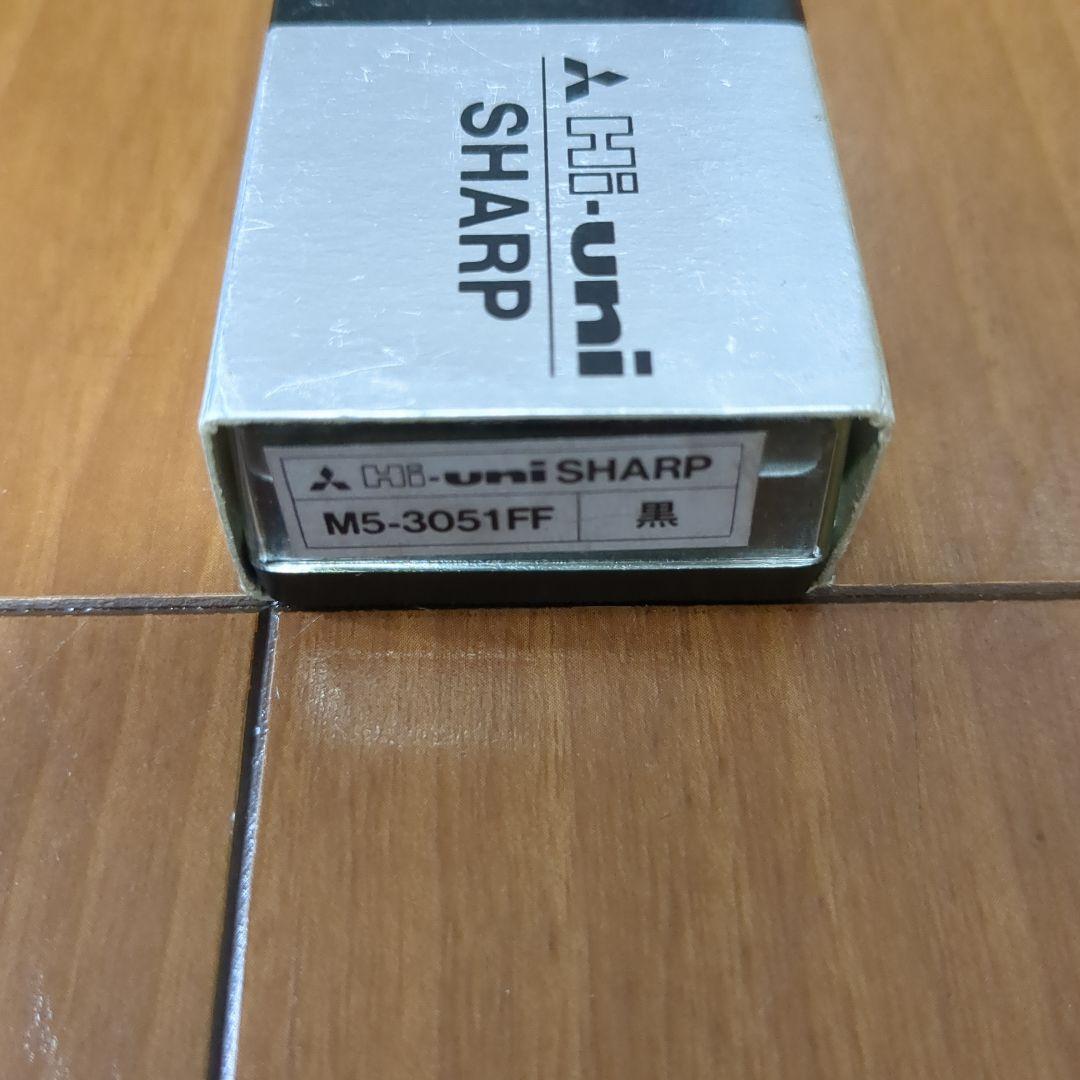 Hi-uni
SHARP
Hi-uni SHARP
M5-3051FF 黒